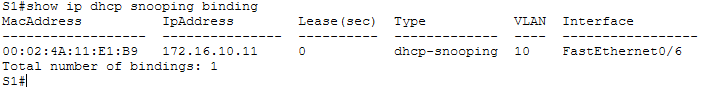 S1#show ip dhcp snooping binding
MacAddress          IpAddress        Lease(sec)  Type           VLAN  Interface
------------------  ---------------  ----------  -------------  ----  -----------------
00:02:4A:11:E1:B9   172.16.10.11     0           dhcp-snooping  10    FastEthernet0/6
Total number of bindings: 1
S1#